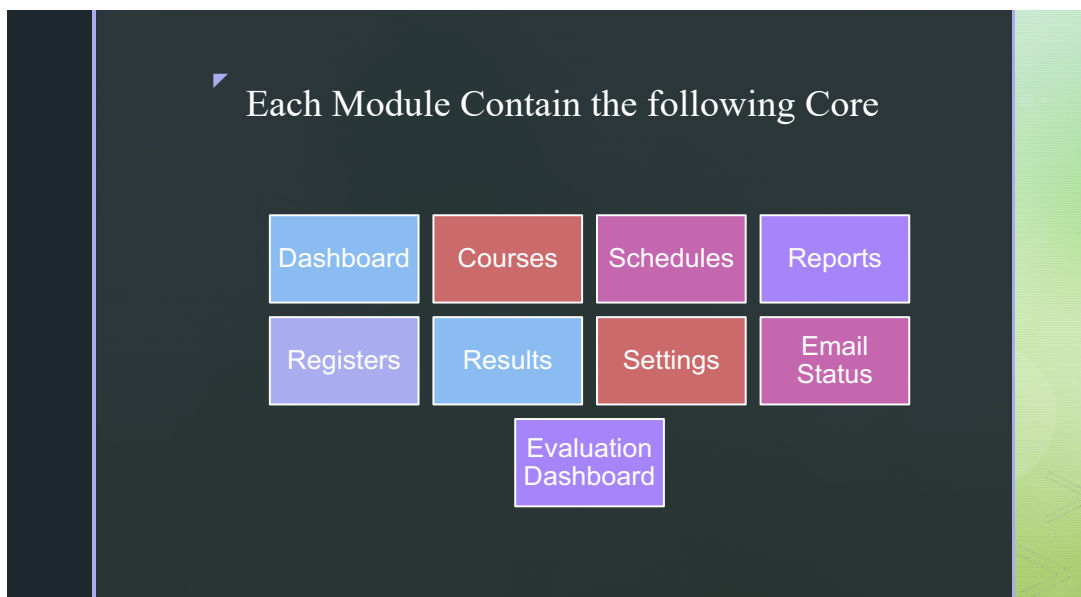 Each Module Contain the following Core
Dashboard
Courses
Schedules
Reports
Registers
Results
Settings
Email
Status
Evaluation
Dashboard